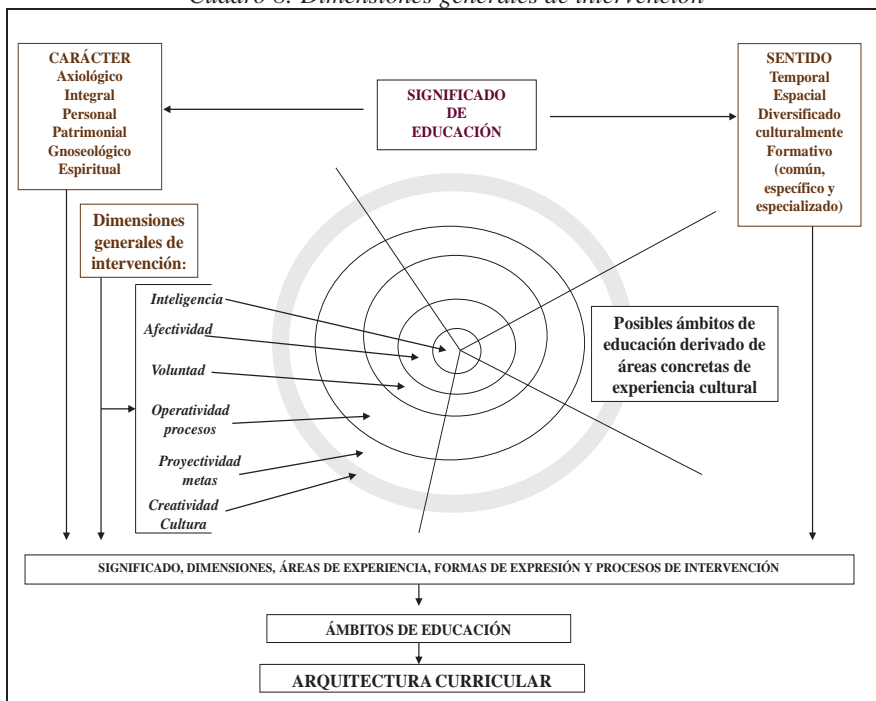 Cuadro 8: Dimensiones generales de intervención
CARÁCTER
Axiológico
Integral
Personal
Patrimonial
Gnoseológico
Espiritual
SIGNIFICADO
DE
EDUCACIÓN
SENTIDO
Temporal
Espacial
Diversificado
culturalmente
Formativo
(común,
específico y
especializado)
Dimensiones
generales de
intervención:
Inteligencia
Afectividad
Voluntad
Operatividad
procesos
Proyectividad
metas
Creatividad
Cultura
Posibles ámbitos de
educación derivado de
áreas concretas de
experiencia cultural
SIGNIFICADO, DIMENSIONES, ÁREAS DE EXPERIENCIA, FORMAS DE EXPRESIÓN Y PROCESOS DE INTERVENCIÓN
ÁMBITOS DE EDUCACIÓN
ARQUITECTURA CURRICULAR